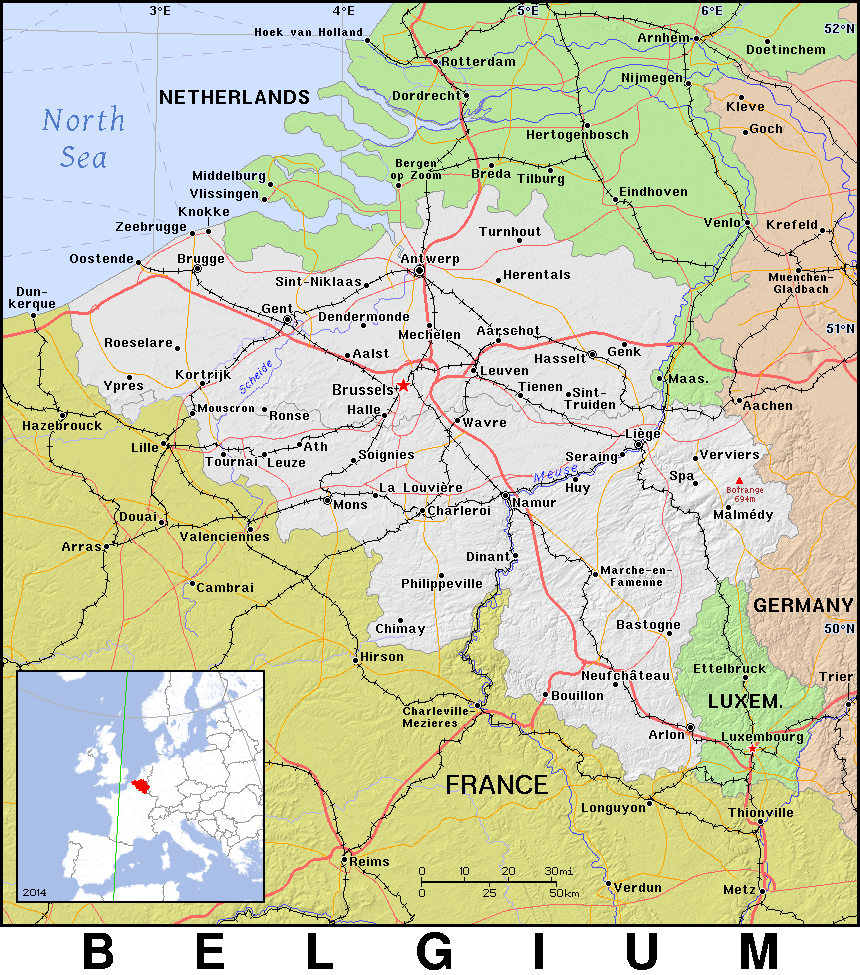 3°E
4°E
5°E
6°E
52°N
51°N
50°N
Hoek van Holland
Arnhem
Doetinchem
Rotterdam
Nijmegen
NETHERLANDS
Dordrecht
Kleve
Goch
North
Sea
Hertogenbosch
Bergen
op Zoom
Breda
Tilburg
Middelburg
Vlissingen
Eindhoven
Knokke
Zeebrugge
Venlo
Krefeld
Turnhout
Oostende
Brugge
Antwerp
Herentals
Muenchen-
Gladbach
Sint-Niklaas
Dun-
kerque
Gent
Dendermonde
Mechelen
Aarschot
Roeselare
Aalst
Hasselt
Genk
Schelde
Leuven
Kortrijk
Ypres
Brussels
Tienen
Sint-
Truiden
Maas.
Aachen
Mouscron
Ronse
Halle
Wavre
Hazebrouck
Lille
Ath
Liège
Tournai
Leuze
Soignies
Seraing
Verviers
Meuse
Huy
Spa
Botrange
694m
La Louvière
Mons
Charleroi
Namur
Malmédy
Douai
Valenciennes
Arras
Dinant
Marche-en-
Famenne
Cambrai
Philippeville
GERMANY
Chimay
Bastogne
Hirson
Ettelbruck
Neufchâteau
Trier
Bouillon
LUXEM.
Charleville-
Mezieres
Arlon
Luxembourg
FRANCE
Longuyon
Thionville
Reims
0 10 20 30mi
0 25 50km
Verdun
Metz
2014
B E L G I U M